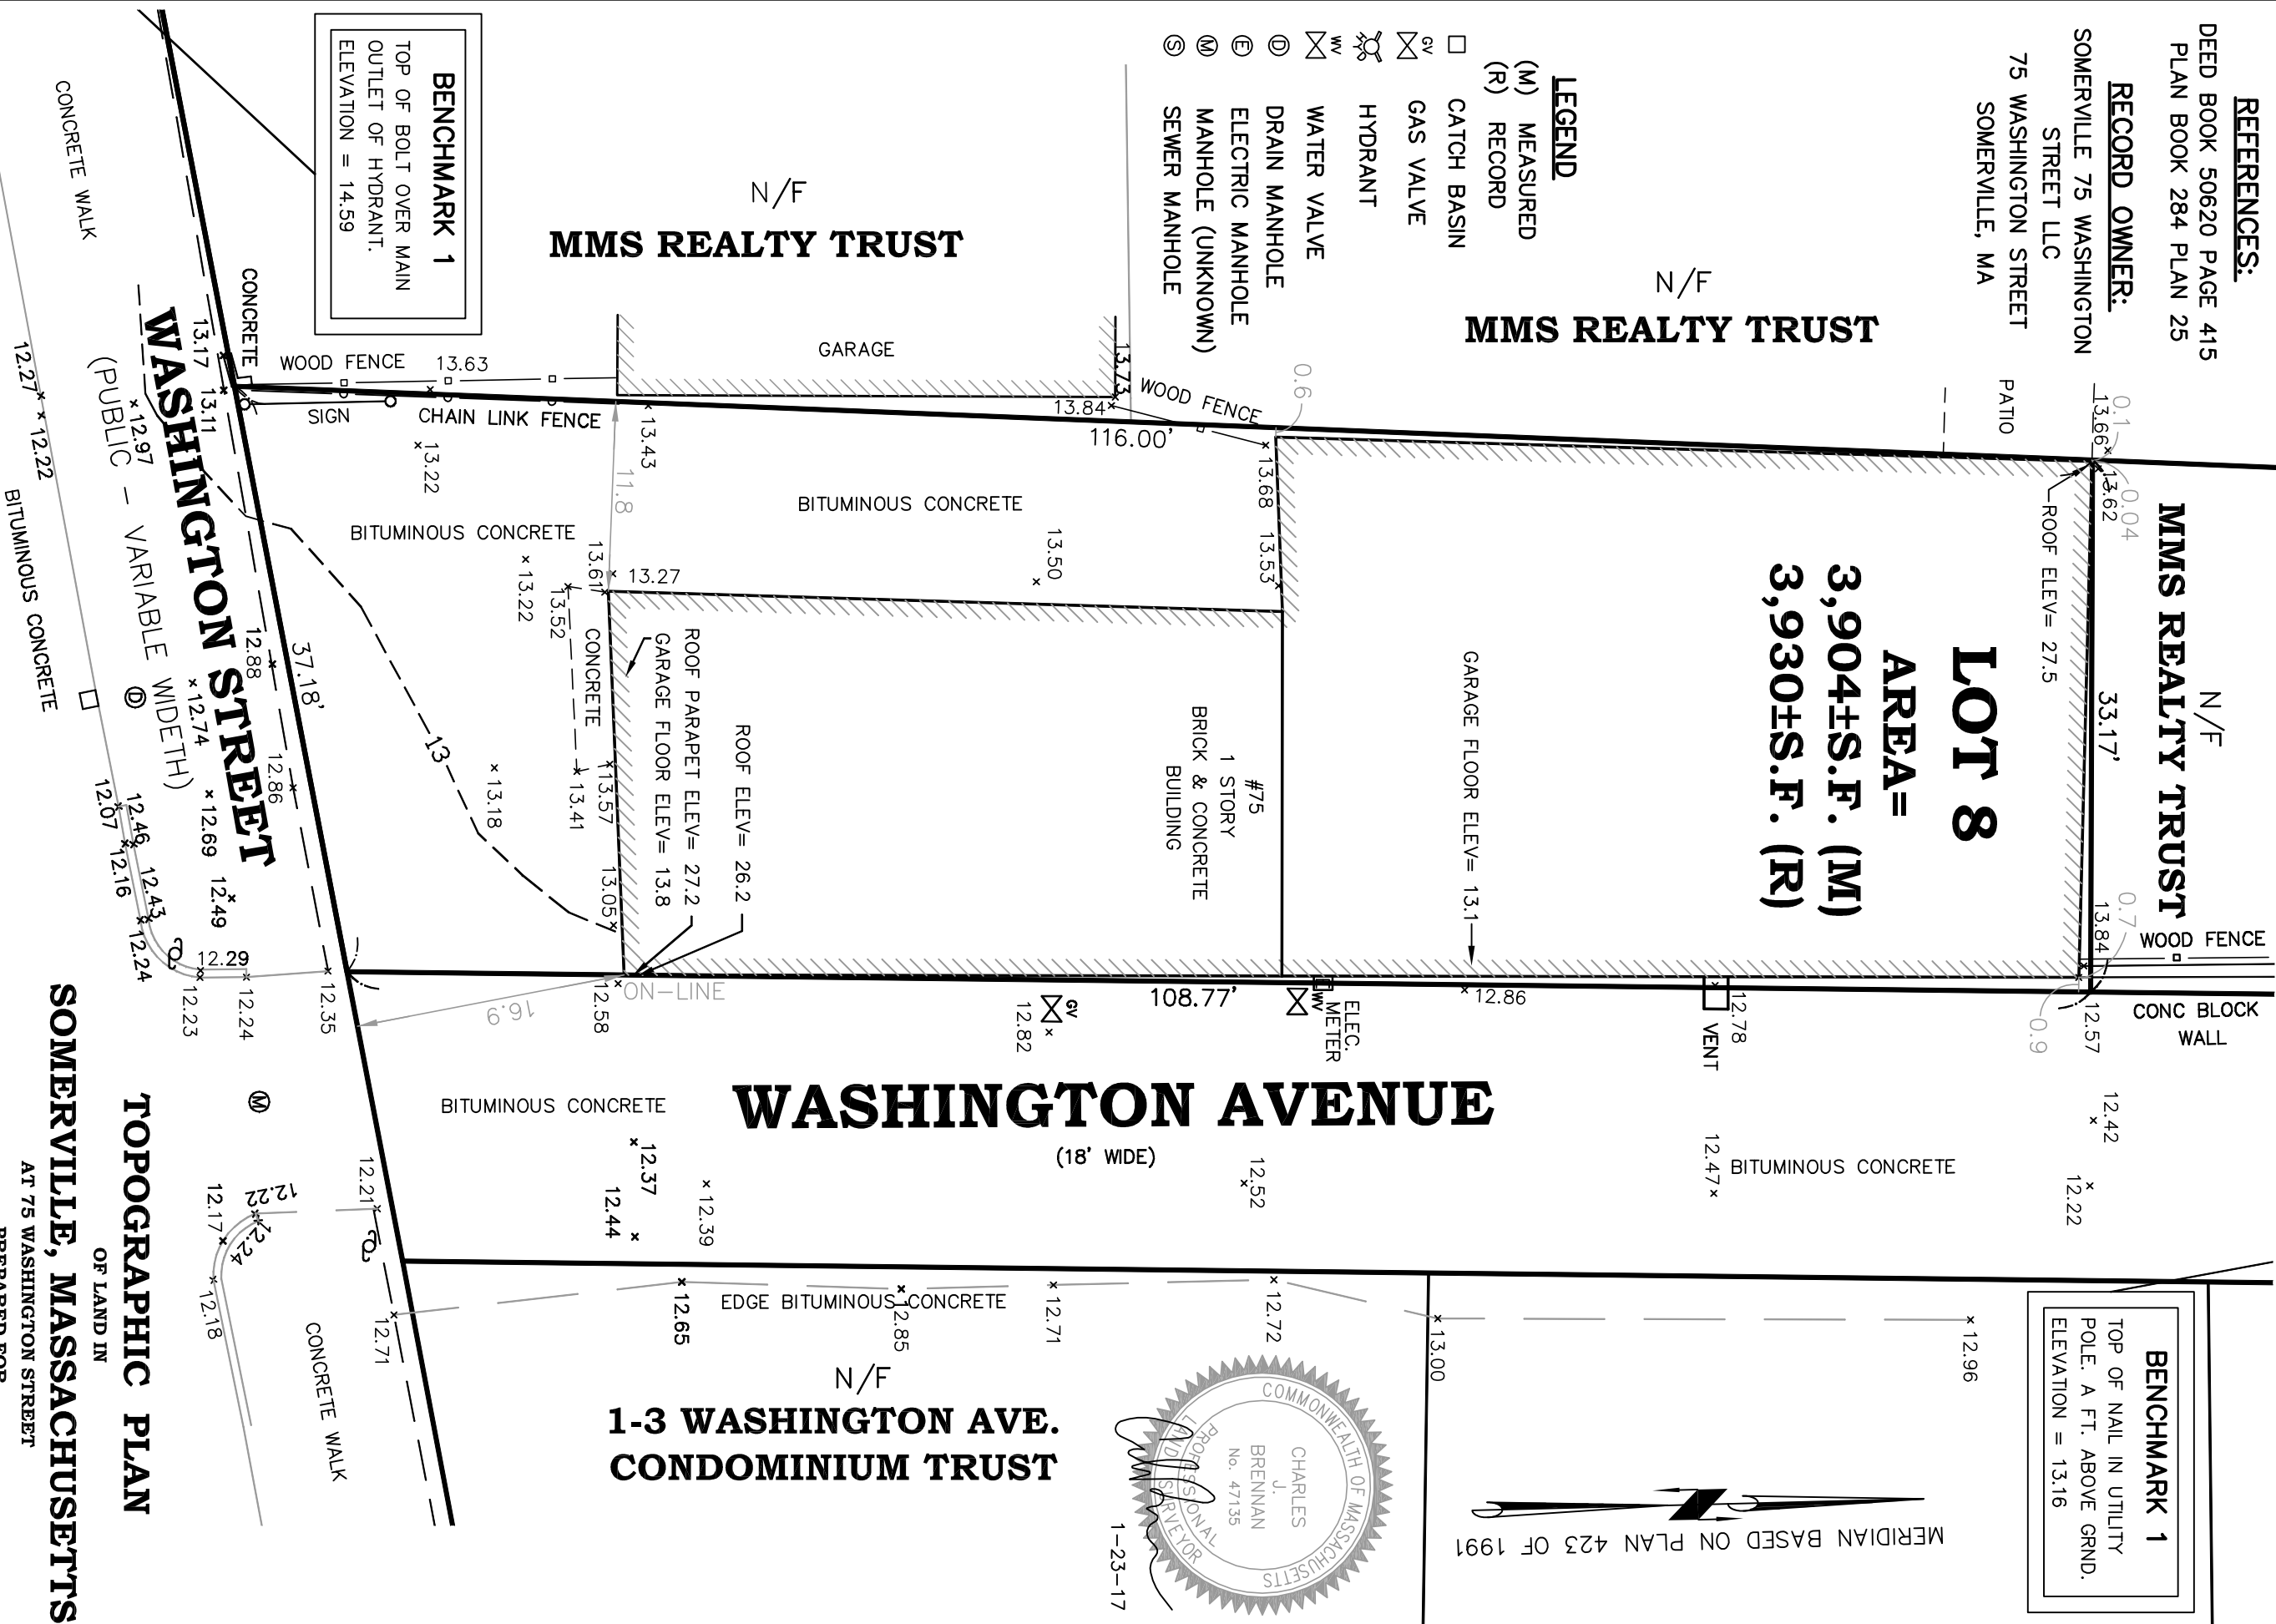 REFERENCES:
DEED BOOK 50620 PAGE 415
PLAN BOOK 284 PLAN 25
RECORD OWNER:
SOMERVILLE 75 WASHINGTON
STREET LLC
75 WASHINGTON STREET
SOMERVILLE, MA
LEGEND
(M) MEASURED
(R) RECORD
CATCH BASIN
GV GAS VALVE
HYDRANT
WV WATER VALVE
D DRAIN MANHOLE
E ELECTRIC MANHOLE
M MANHOLE (UNKNOWN)
S SEWER MANHOLE
BENCHMARK 1
TOP OF BOLT OVER MAIN
OUTLET OF HYDRANT.
ELEVATION = 14.59
N/F
MMS REALTY TRUST
N/F
MMS REALTY TRUST
N/F
MMS REALTY TRUST
CONCRETE WALK
CONCRETE
WOOD FENCE
13.63
SIGN
CHAIN LINK FENCE
GARAGE
13.73
13.84
WOOD FENCE
116.00'
0.6
PATIO
0.1
13.66
13.62
0.04
ROOF ELEV= 27.5
33.17'
0.7
13.84
WOOD FENCE
CONC BLOCK
WALL
12.57
0.9
13.17
13.11
12.97
12.27
12.22
13.22
13.43
11.8
BITUMINOUS CONCRETE
BITUMINOUS CONCRETE
BITUMINOUS CONCRETE
13.68
13.53
13.50
13.61
13.27
13.22
13.52
CONCRETE
13.57
13.41
13.18
13.05
13
WASHINGTON STREET
(PUBLIC – VARIABLE WIDETH)
37.18'
12.88
12.86
D
12.74
12.69
12.49
12.46
12.07
12.16
12.43
12.24
12.29
12.23
12.24
12.35
12.58
16.9
ON-LINE
ROOF PARAPET ELEV= 27.2
GARAGE FLOOR ELEV= 13.8
ROOF ELEV= 26.2
#75
1 STORY
BRICK & CONCRETE
BUILDING
GARAGE FLOOR ELEV= 13.1
LOT 8
AREA=
3,904±S.F. (M)
3,930±S.F. (R)
GV
12.82
108.77'
WV
ELEC.
METER
12.86
12.78
VENT
WASHINGTON AVENUE
(18' WIDE)
BITUMINOUS CONCRETE
BITUMINOUS CONCRETE
12.42
12.22
12.47
12.52
12.39
12.37
12.44
M
12.21
12.22
12.24
12.17
12.18
12.71
CONCRETE WALK
12.65
EDGE BITUMINOUS CONCRETE
12.85
12.71
12.72
13.00
12.96
N/F
1-3 WASHINGTON AVE.
CONDOMINIUM TRUST
COMMONWEALTH OF MASSACHUSETTS
CHARLES
J.
BRENNAN
No. 47135
PROFESSIONAL
LAND SURVEYOR
1-23-17
MERIDIAN BASED ON PLAN 423 OF 1991
BENCHMARK 1
TOP OF NAIL IN UTILITY
POLE. A FT. ABOVE GRND.
ELEVATION = 13.16
TOPOGRAPHIC PLAN
OF LAND IN
SOMERVILLE, MASSACHUSETTS
AT 75 WASHINGTON STREET
PREPARED FOR